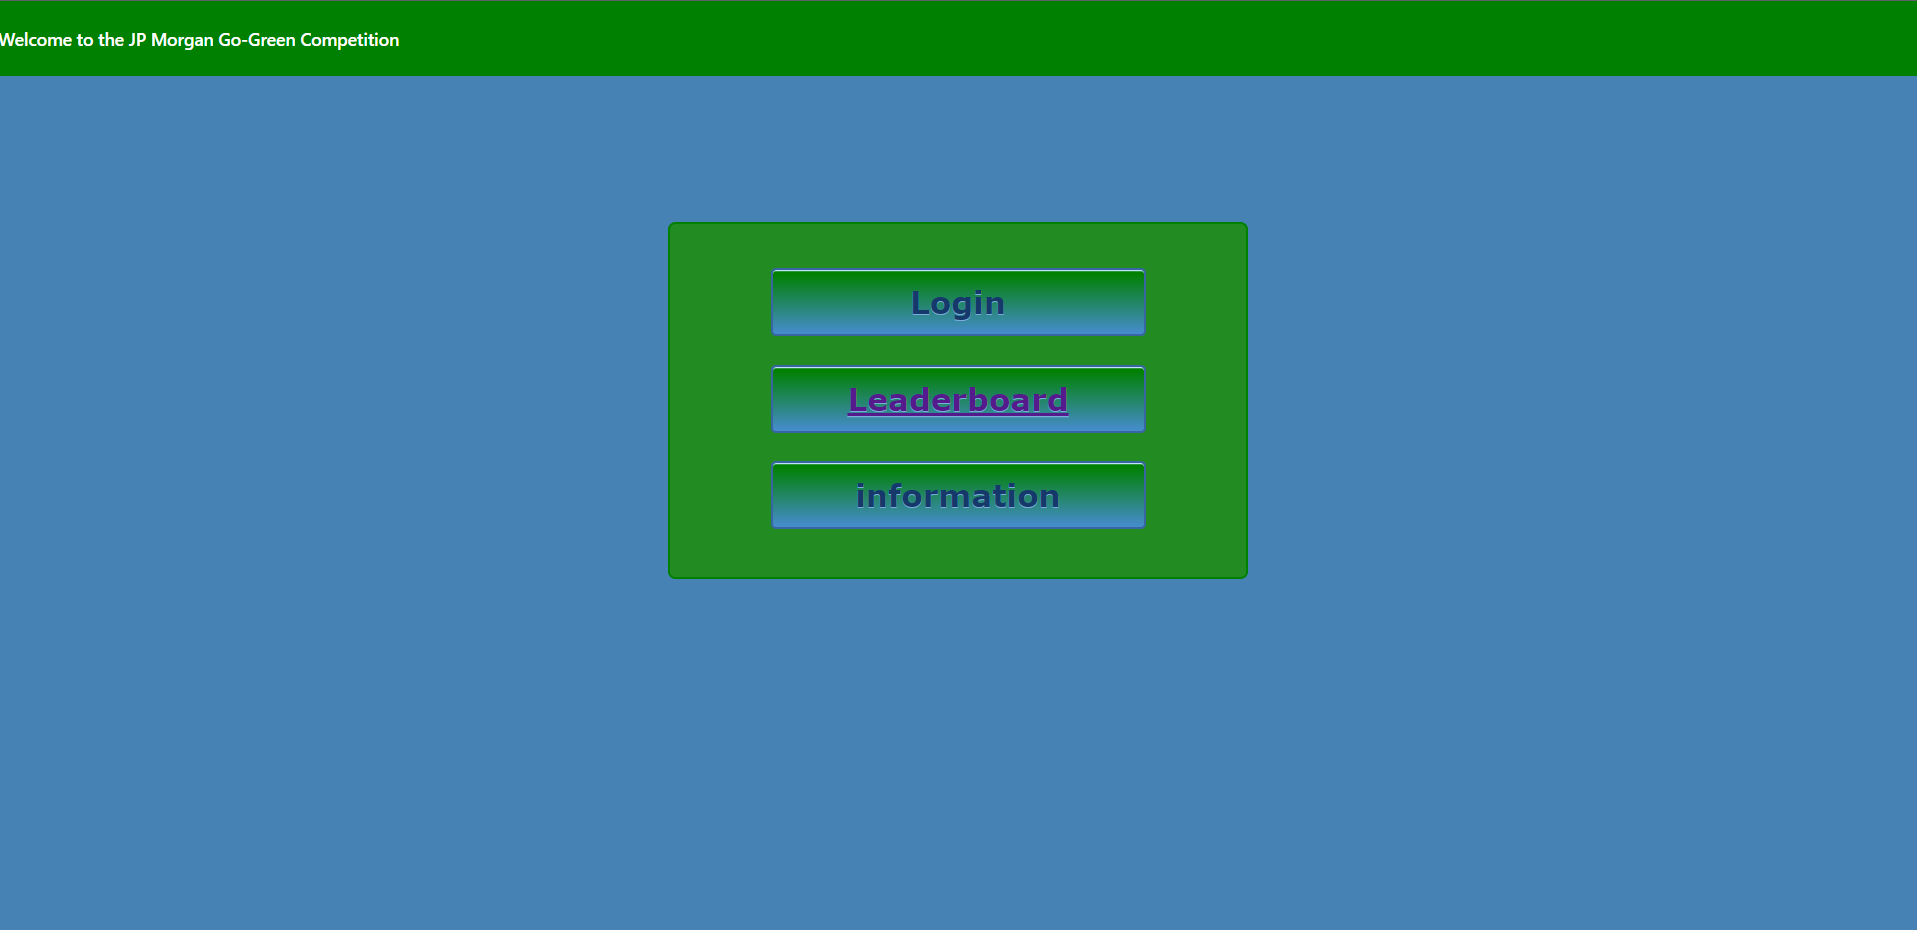 Welcome to the JP Morgan Go-Green Competition
Login
Leaderboard
information